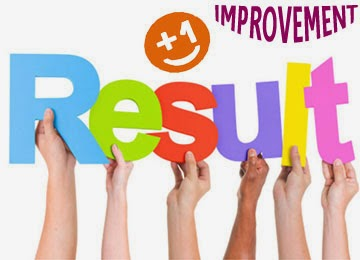 +1
IMPROVEMENT
Result